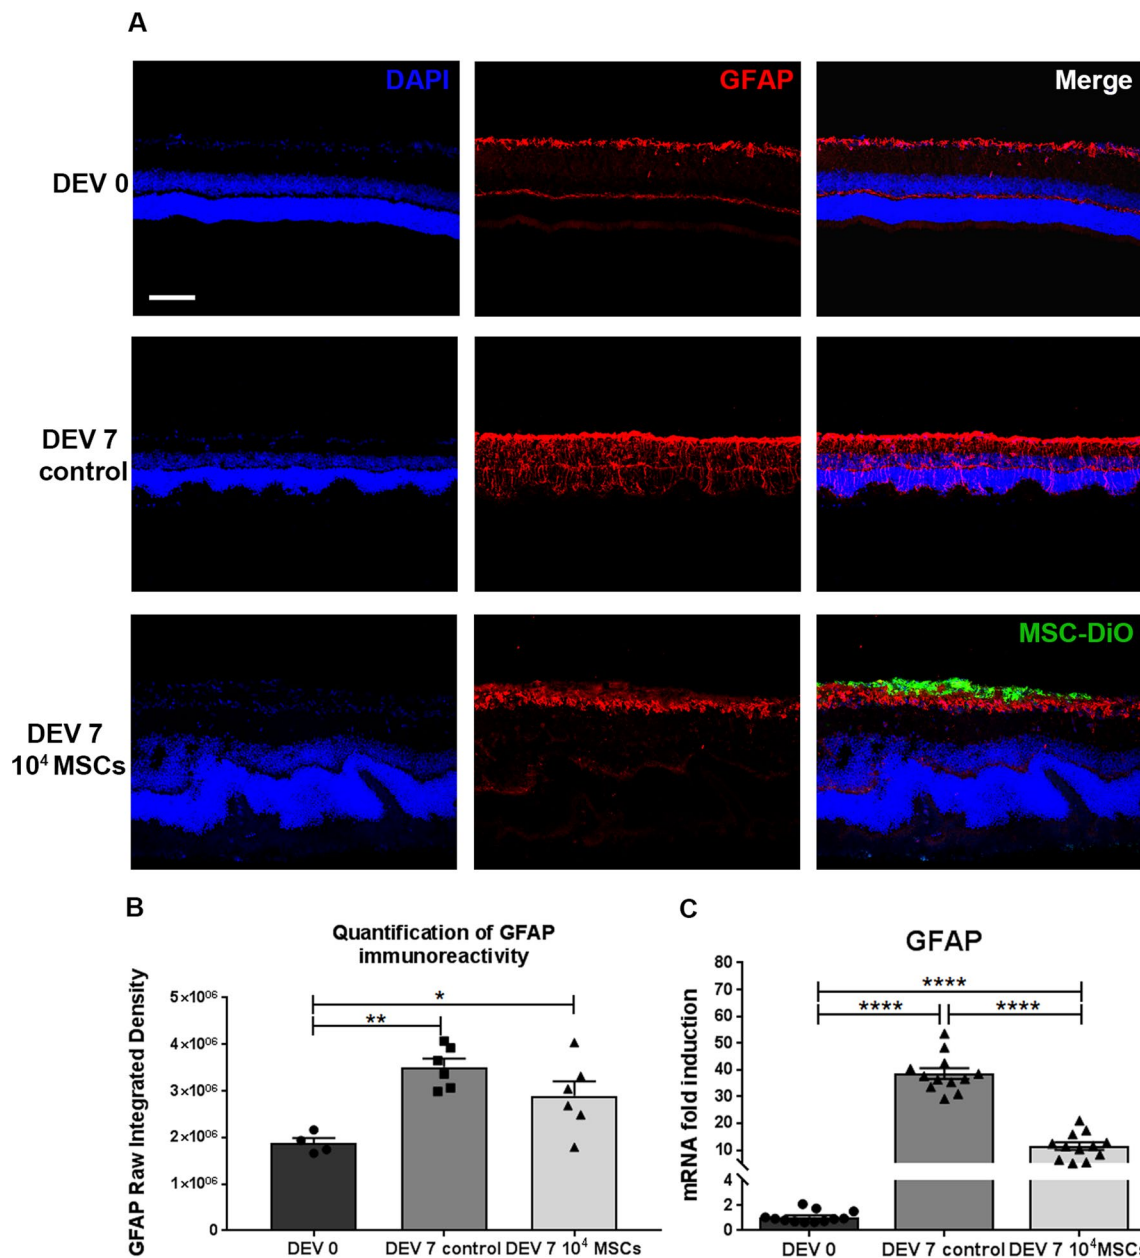 A
DAPI
GFAP
Merge
DEV 0
DEV 7
control
MSC-DiO
DEV 7
10⁴ MSCs
B
Quantification of GFAP
immunoreactivity
GFAP Raw Integrated Density
5×10⁰⁶
4×10⁰⁶
3×10⁰⁶
2×10⁰⁶
1×10⁰⁶
0
*
**
DEV 0
DEV 7 control
DEV 7 10⁴ MSCs
C
GFAP
mRNA fold induction
80
70
60
50
40
30
20
10
4
2
0
****
**** ****
DEV 0
DEV 7 control
DEV 7 10⁴MSCs